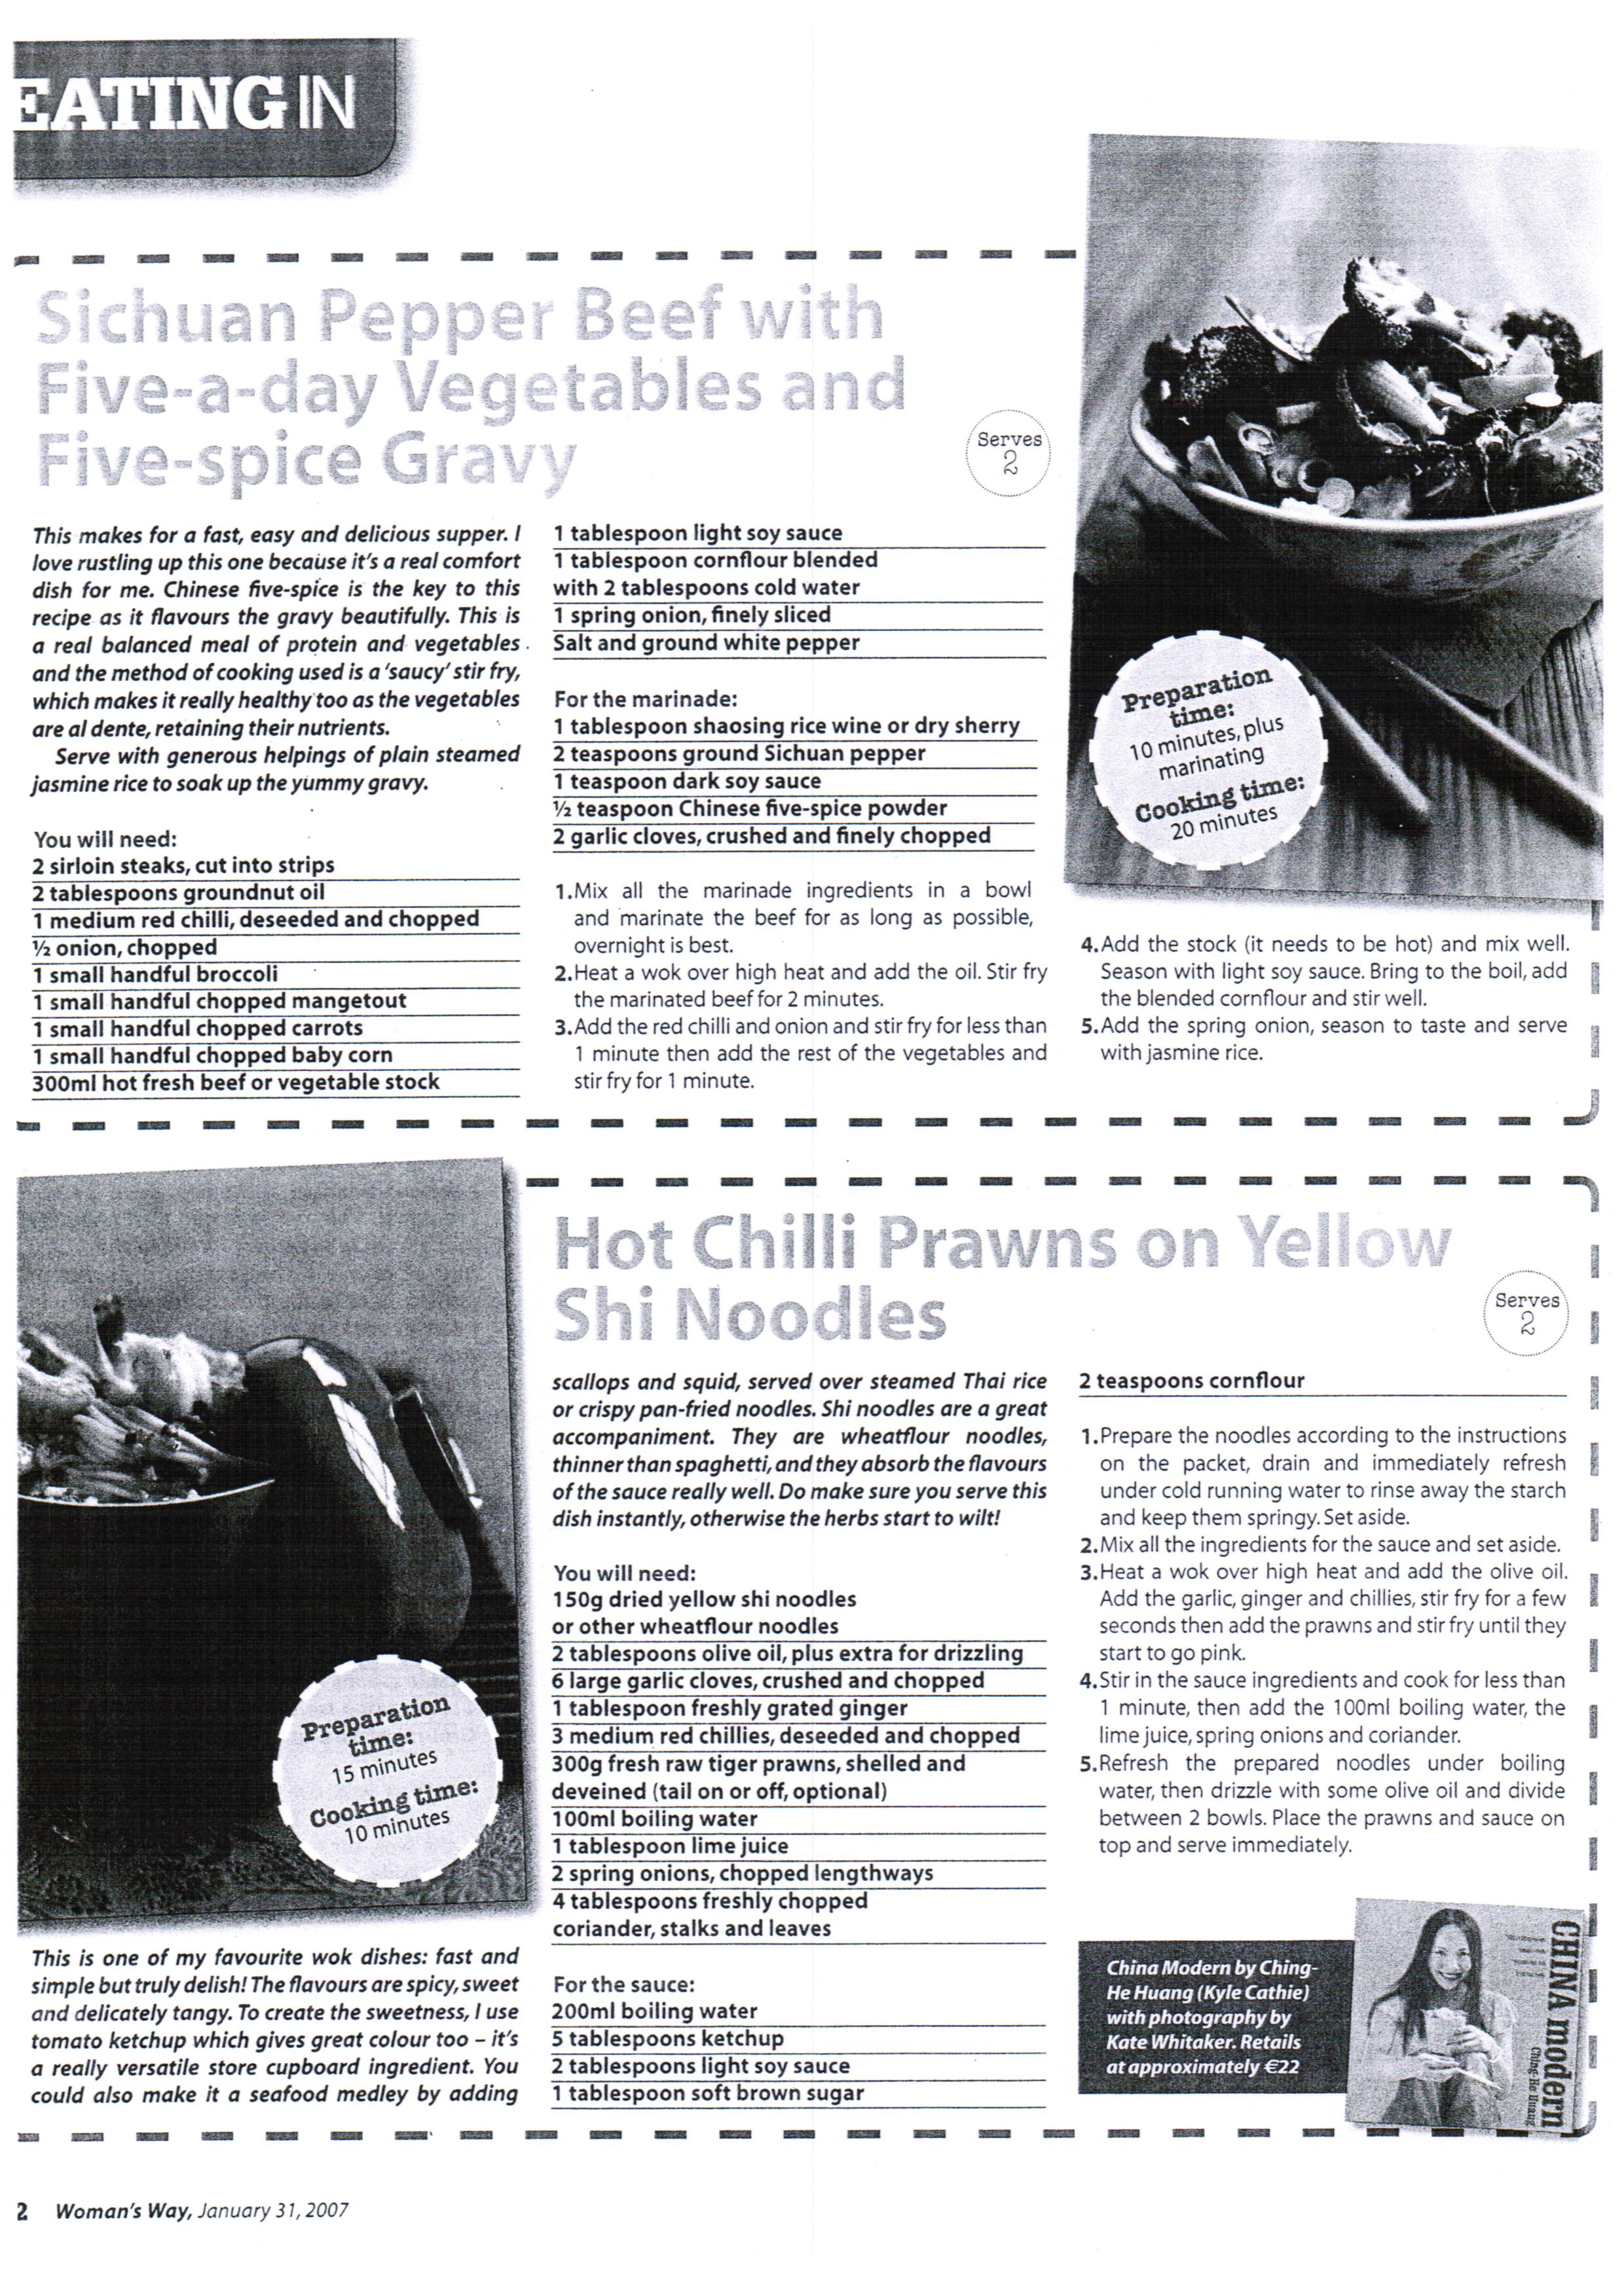 EATING IN
Sichuan Pepper Beef with
Five-a-day Vegetables and
Five-spice Gravy
Serves
2
This makes for a fast, easy and delicious supper. I
love rustling up this one because it's a real comfort
dish for me. Chinese five-spice is the key to this
recipe as it flavours the gravy beautifully. This is
a real balanced meal of protein and vegetables
and the method of cooking used is a 'saucy' stir fry,
which makes it really healthy too as the vegetables
are al dente, retaining their nutrients.
Serve with generous helpings of plain steamed
jasmine rice to soak up the yummy gravy.
You will need:
2 sirloin steaks, cut into strips
2 tablespoons groundnut oil
1 medium red chilli, deseeded and chopped
½ onion, chopped
1 small handful broccoli
1 small handful chopped mangetout
1 small handful chopped carrots
1 small handful chopped baby corn
300ml hot fresh beef or vegetable stock
1 tablespoon light soy sauce
1 tablespoon cornflour blended
with 2 tablespoons cold water
1 spring onion, finely sliced
Salt and ground white pepper
For the marinade:
1 tablespoon shaosing rice wine or dry sherry
2 teaspoons ground Sichuan pepper
1 teaspoon dark soy sauce
½ teaspoon Chinese five-spice powder
2 garlic cloves, crushed and finely chopped
1. Mix all the marinade ingredients in a bowl
and marinate the beef for as long as possible,
overnight is best.
2. Heat a wok over high heat and add the oil. Stir fry
the marinated beef for 2 minutes.
3. Add the red chilli and onion and stir fry for less than
1 minute then add the rest of the vegetables and
stir fry for 1 minute.
Preparation
time:
10 minutes, plus
marinating
Cooking time:
20 minutes
4. Add the stock (it needs to be hot) and mix well.
Season with light soy sauce. Bring to the boil, add
the blended cornflour and stir well.
5. Add the spring onion, season to taste and serve
with jasmine rice.
Hot Chilli Prawns on Yellow
Shi Noodles
Serves
2
Preparation
time:
15 minutes
Cooking time:
10 minutes
This is one of my favourite wok dishes: fast and
simple but truly delish! The flavours are spicy, sweet
and delicately tangy. To create the sweetness, I use
tomato ketchup which gives great colour too – it's
a really versatile store cupboard ingredient. You
could also make it a seafood medley by adding
scallops and squid, served over steamed Thai rice
or crispy pan-fried noodles. Shi noodles are a great
accompaniment. They are wheatflour noodles,
thinner than spaghetti, and they absorb the flavours
of the sauce really well. Do make sure you serve this
dish instantly, otherwise the herbs start to wilt!
You will need:
150g dried yellow shi noodles
or other wheatflour noodles
2 tablespoons olive oil, plus extra for drizzling
6 large garlic cloves, crushed and chopped
1 tablespoon freshly grated ginger
3 medium red chillies, deseeded and chopped
300g fresh raw tiger prawns, shelled and
deveined (tail on or off, optional)
100ml boiling water
1 tablespoon lime juice
2 spring onions, chopped lengthways
4 tablespoons freshly chopped
coriander, stalks and leaves
For the sauce:
200ml boiling water
5 tablespoons ketchup
2 tablespoons light soy sauce
1 tablespoon soft brown sugar
2 teaspoons cornflour
1. Prepare the noodles according to the instructions
on the packet, drain and immediately refresh
under cold running water to rinse away the starch
and keep them springy. Set aside.
2. Mix all the ingredients for the sauce and set aside.
3. Heat a wok over high heat and add the olive oil.
Add the garlic, ginger and chillies, stir fry for a few
seconds then add the prawns and stir fry until they
start to go pink.
4. Stir in the sauce ingredients and cook for less than
1 minute, then add the 100ml boiling water, the
lime juice, spring onions and coriander.
5. Refresh the prepared noodles under boiling
water, then drizzle with some olive oil and divide
between 2 bowls. Place the prawns and sauce on
top and serve immediately.
China Modern by Ching-
He Huang (Kyle Cathie)
with photography by
Kate Whitaker. Retails
at approximately €22
CHINA modern
Ching-He Huang
2 Woman's Way, January 31, 2007